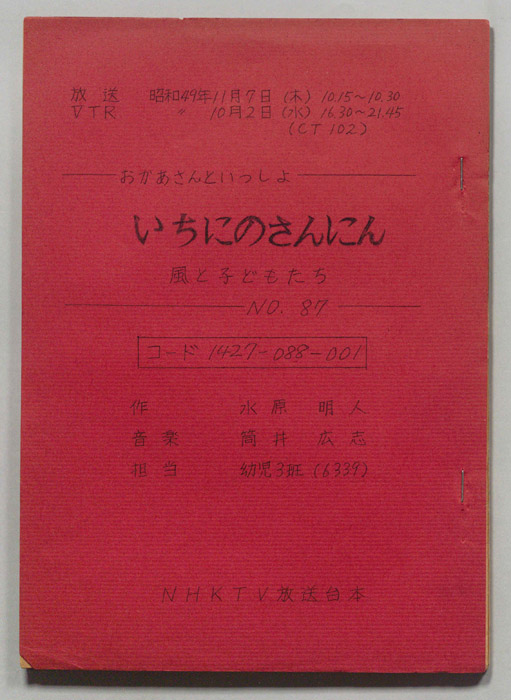 放送 昭和49年11月7日(木) 10.15~10.30
VTR 〃 10月2日(水) 16.30~21.45
(CT 102)
おかあさんといっしよ
いちにのさんにん
風と子どもたち
NO. 87
コード 1427-088-001
作 水原 明人
音楽 筒井 広志
担当 幼児3班 (6339)
NHKTV放送台本